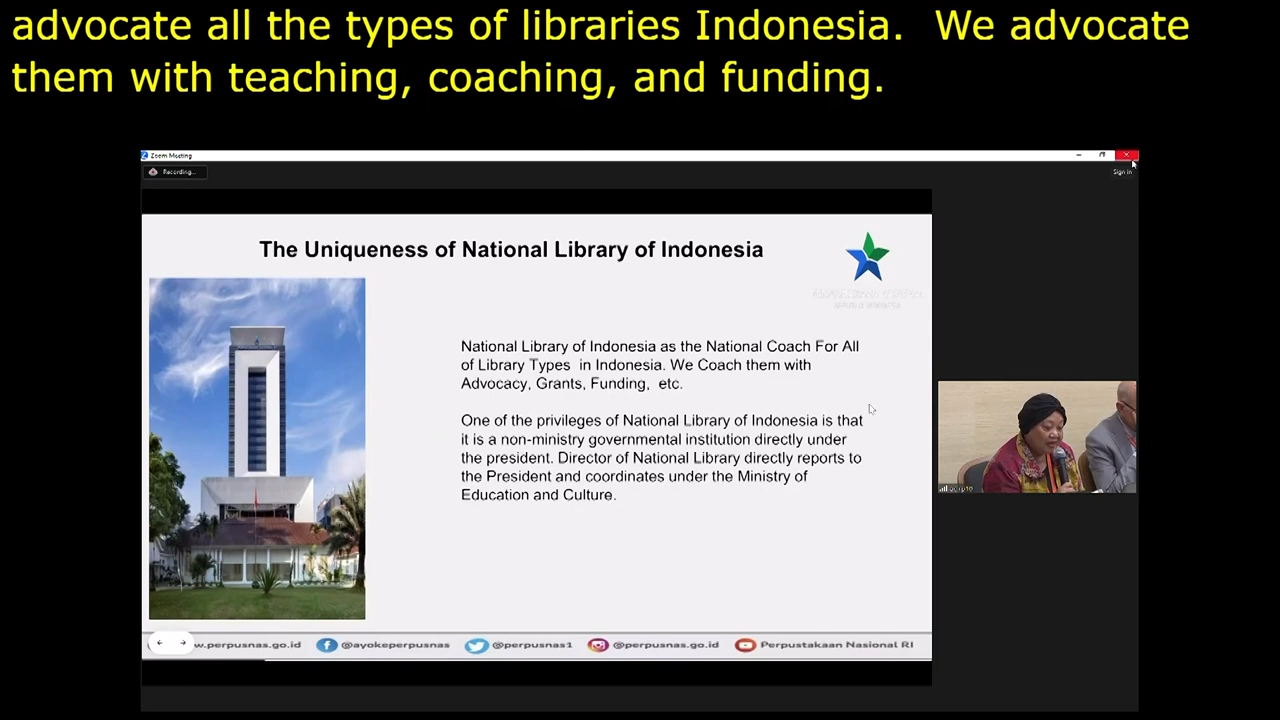 advocate all the types of libraries Indonesia.  We advocate
them with teaching, coaching, and funding.
Zoom Meeting
Recording...
Sign in
The Uniqueness of National Library of Indonesia
National Library of Indonesia as the National Coach For All
of Library Types  in Indonesia. We Coach them with
Advocacy, Grants, Funding,  etc.
One of the privileges of National Library of Indonesia is that
it is a non-ministry governmental institution directly under
the president. Director of National Library directly reports to
the President and coordinates under the Ministry of
Education and Culture.
w.perpusnas.go.id @ayokeperpusnas @perpusnas1 @perpusnas.go.id Perpustakaan Nasional RI